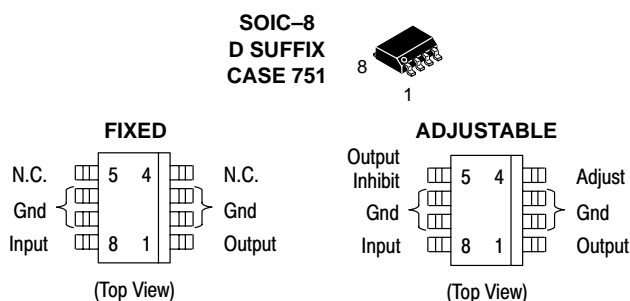 SOIC–8
D SUFFIX
CASE 751
8
1
FIXED
N.C. 5 4 N.C.
Gnd Gnd
Input 8 1 Output
(Top View)
ADJUSTABLE
Output
Inhibit 5 4 Adjust
Gnd Gnd
Input 8 1 Output
(Top View)